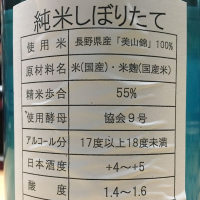 純米しぼりたて
使用米 長野県産「美山錦」100%
原材料名 米(国産)・米麹(国産米)
精米歩合 55%
使用酵母 協会9号
アルコール分 17度以上18度未満
日本酒度 +4〜+5
酸度 1.4〜1.6